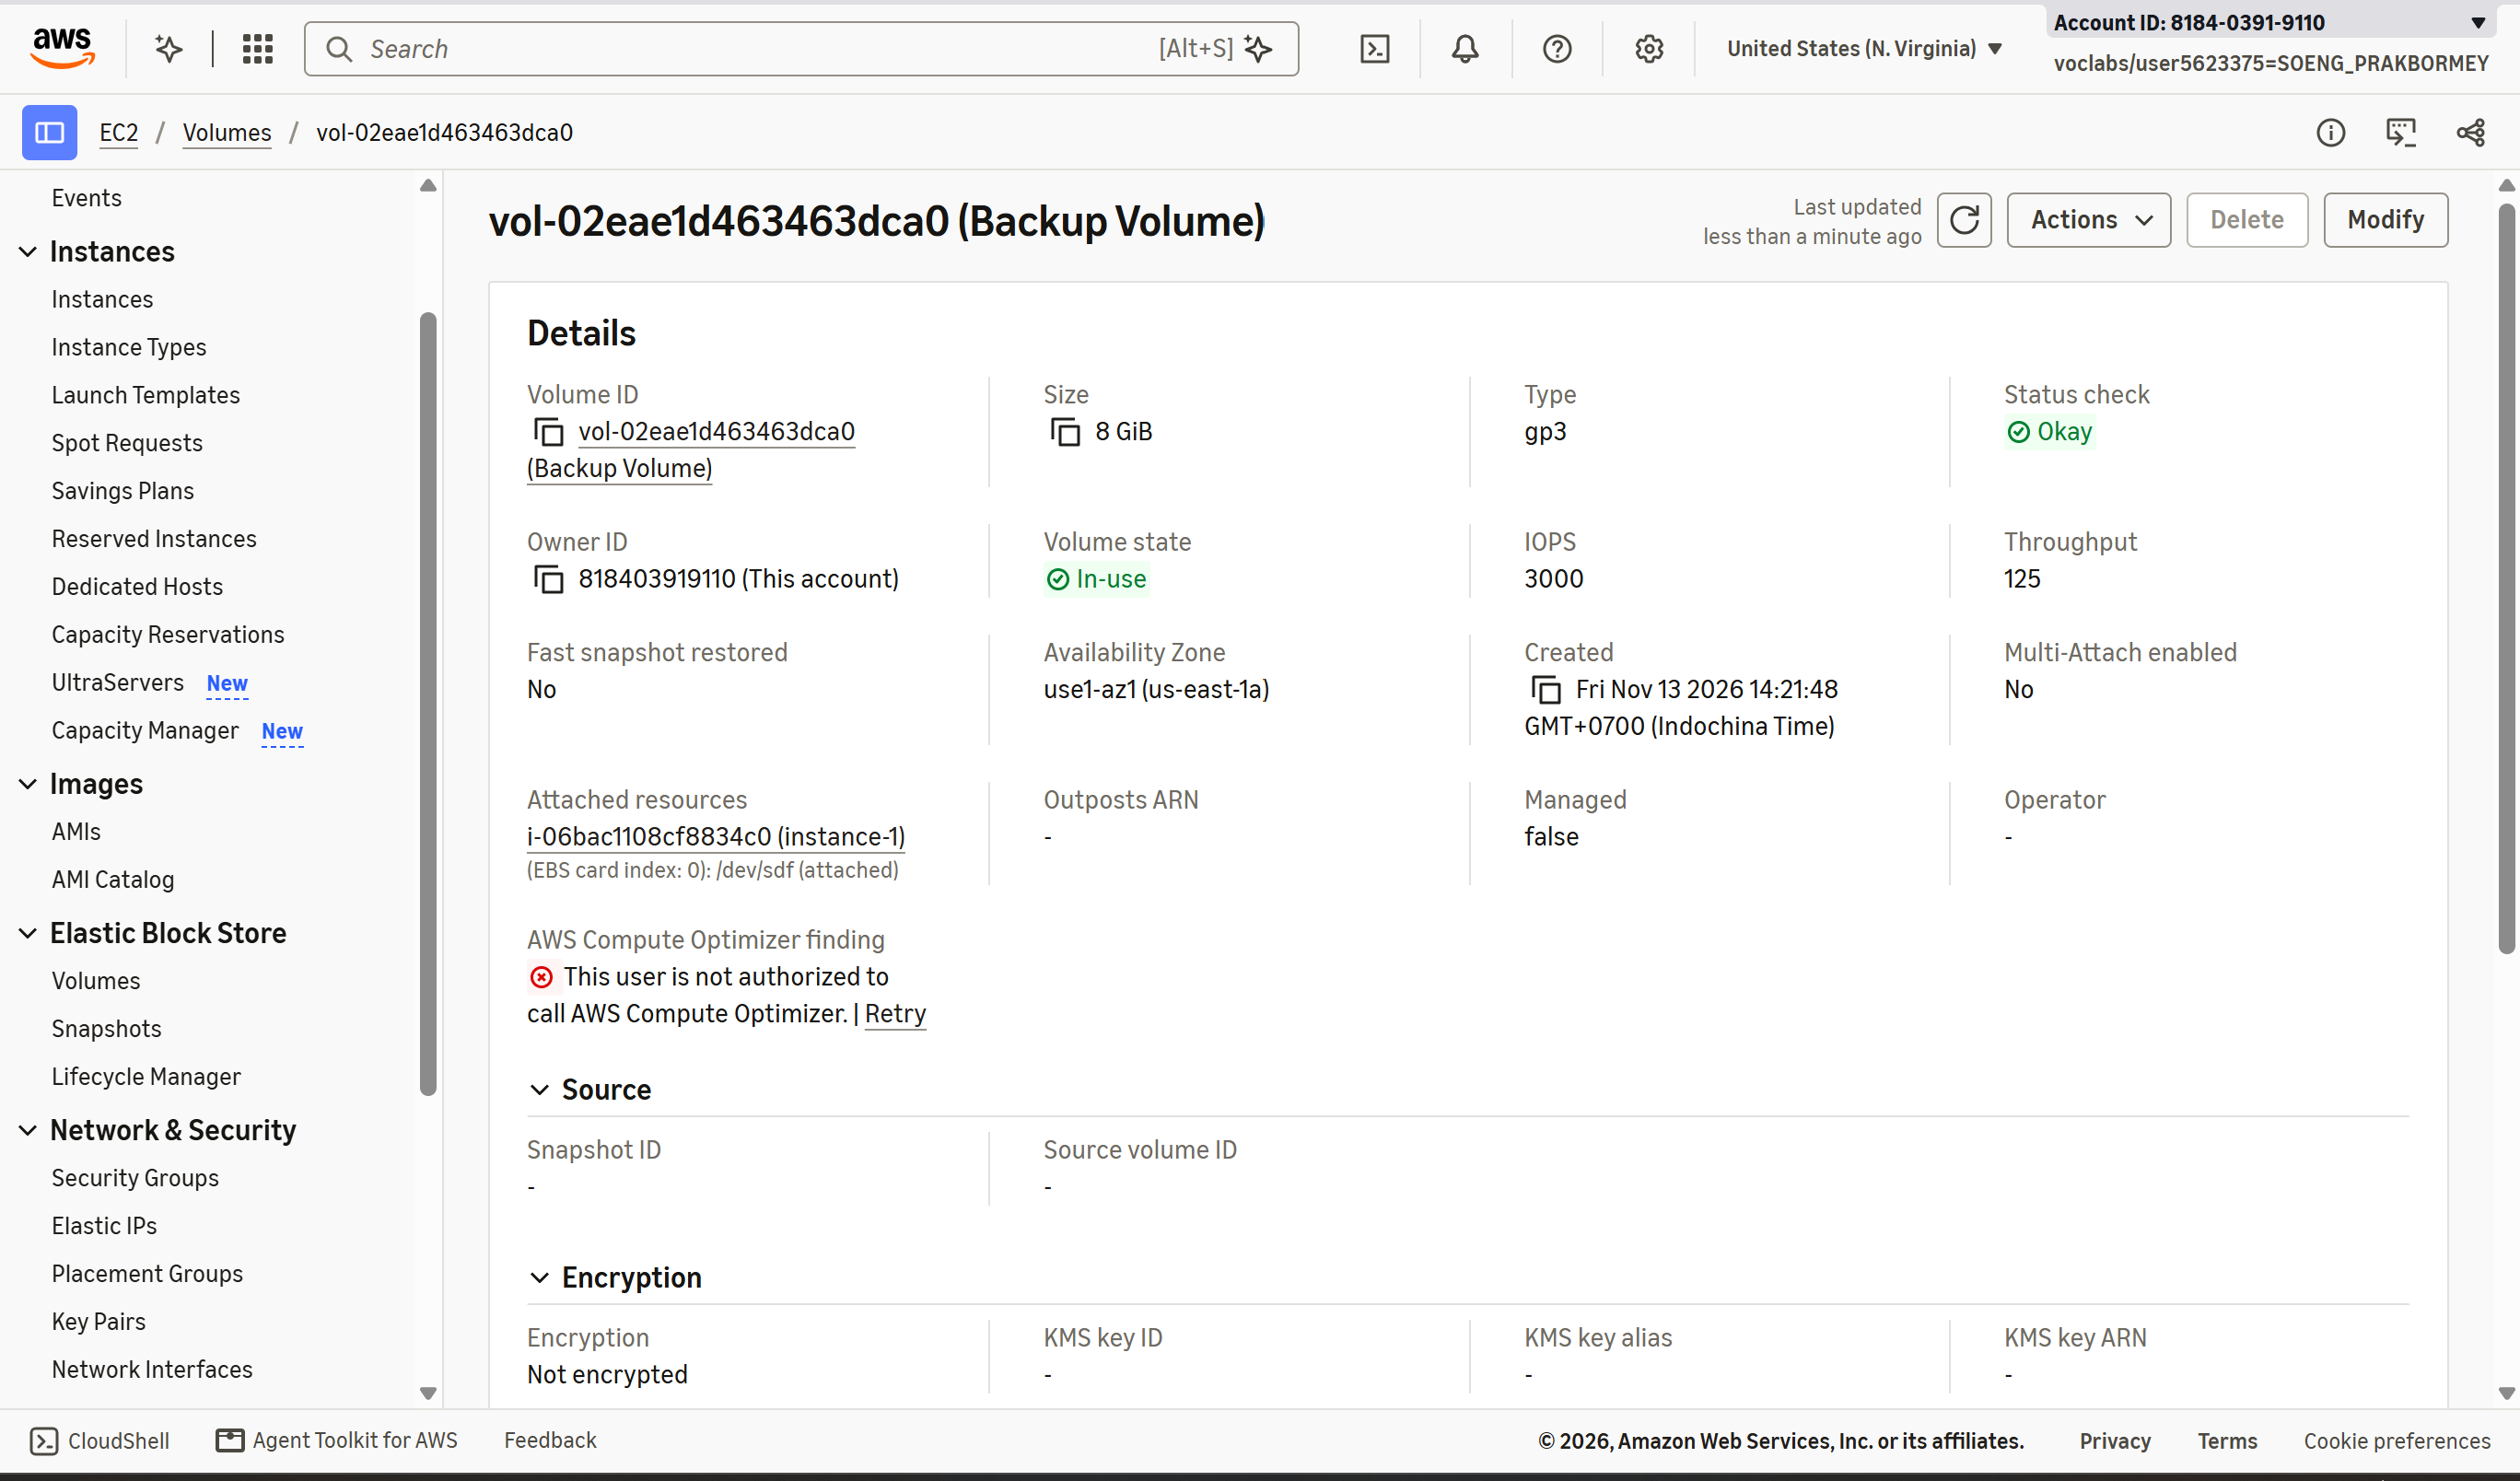 aws
Search [Alt+S]
United States (N. Virginia)
Account ID: 8184-0391-9110
voclabs/user5623375=SOENG_PRAKBORMEY
EC2 / Volumes / vol-02eae1d463463dca0
Events
Instances
Instances
Instance Types
Launch Templates
Spot Requests
Savings Plans
Reserved Instances
Dedicated Hosts
Capacity Reservations
UltraServers New
Capacity Manager New
Images
AMIs
AMI Catalog
Elastic Block Store
Volumes
Snapshots
Lifecycle Manager
Network & Security
Security Groups
Elastic IPs
Placement Groups
Key Pairs
Network Interfaces
vol-02eae1d463463dca0 (Backup Volume)
Last updated
less than a minute ago
Actions
Delete
Modify
Details
Volume ID
vol-02eae1d463463dca0
(Backup Volume)
Size
8 GiB
Type
gp3
Status check
Okay
Owner ID
818403919110 (This account)
Volume state
In-use
IOPS
3000
Throughput
125
Fast snapshot restored
No
Availability Zone
use1-az1 (us-east-1a)
Created
Fri Nov 13 2026 14:21:48
GMT+0700 (Indochina Time)
Multi-Attach enabled
No
Attached resources
i-06bac1108cf8834c0 (instance-1)
(EBS card index: 0): /dev/sdf (attached)
Outposts ARN
-
Managed
false
Operator
-
AWS Compute Optimizer finding
This user is not authorized to
call AWS Compute Optimizer. | Retry
Source
Snapshot ID
-
Source volume ID
-
Encryption
Encryption
Not encrypted
KMS key ID
-
KMS key alias
-
KMS key ARN
-
CloudShell
Agent Toolkit for AWS
Feedback
© 2026, Amazon Web Services, Inc. or its affiliates.
Privacy
Terms
Cookie preferences